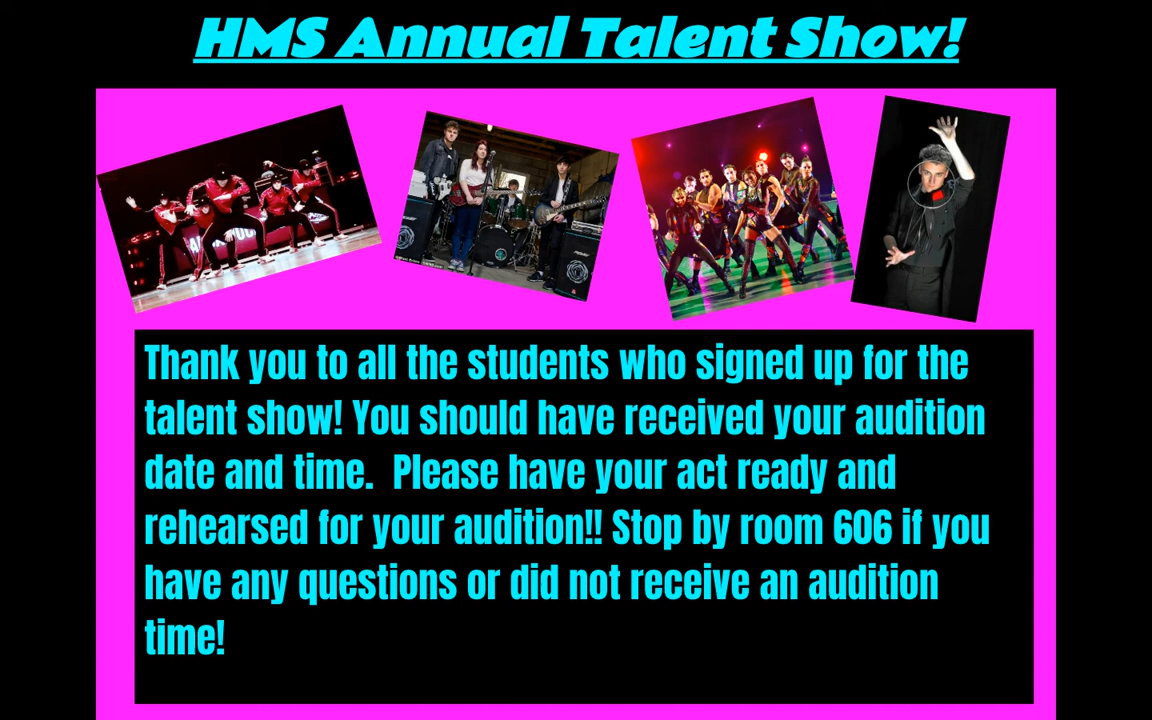 HMS Annual Talent Show!
Thank you to all the students who signed up for the
talent show! You should have received your audition
date and time.  Please have your act ready and
rehearsed for your audition!! Stop by room 606 if you
have any questions or did not receive an audition
time!